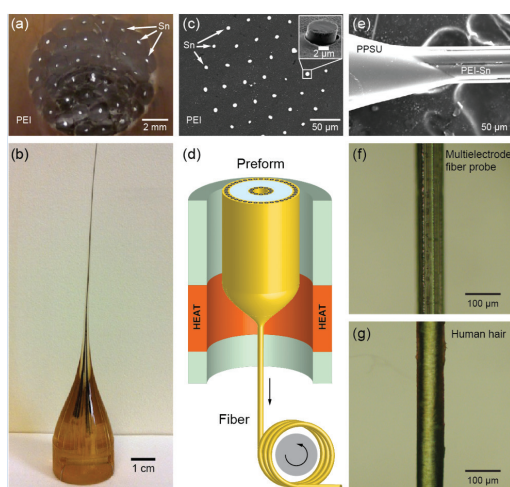 (a)
Sn
PEI
2 mm
(b)
1 cm
(c)
Sn
2 µm
PEI
50 µm
(d)
Preform
HEAT
HEAT
Fiber
(e)
PPSU
PEI-Sn
50 µm
(f)
Multielectrode
fiber probe
100 µm
(g)
Human hair
100 µm